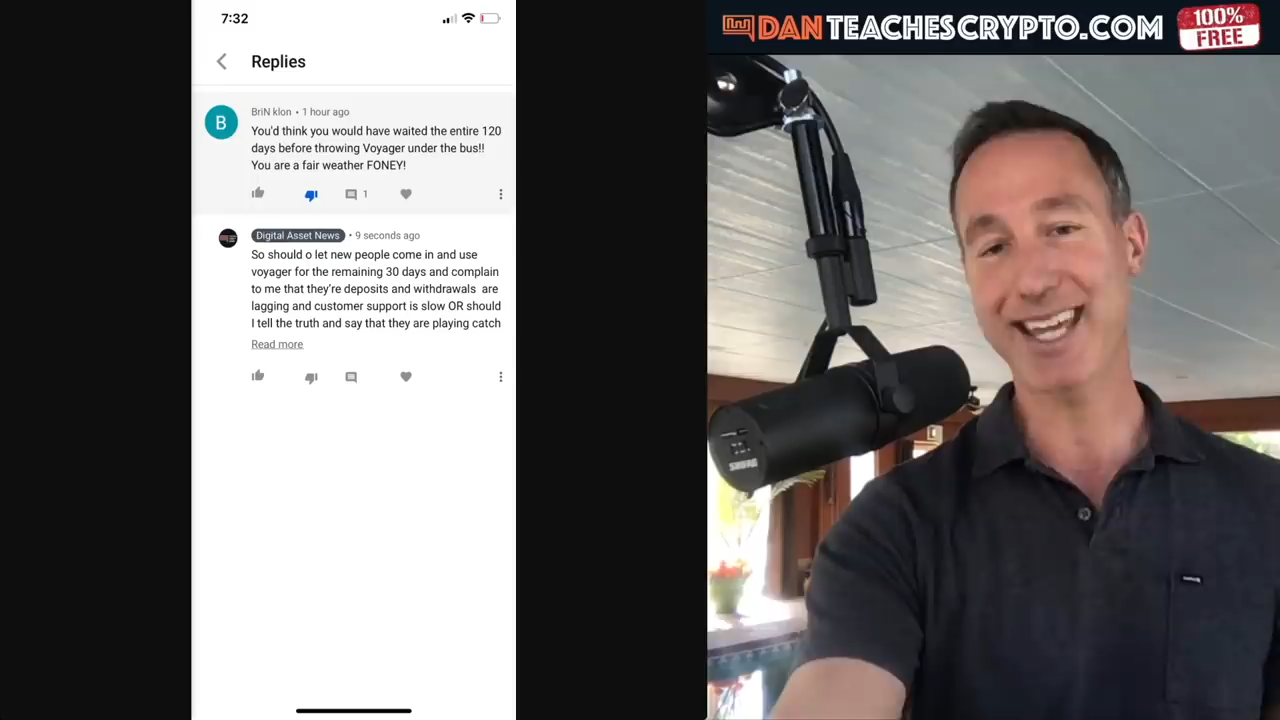 7:32
Replies
B
BriN klon • 1 hour ago
You'd think you would have waited the entire 120
days before throwing Voyager under the bus!!
You are a fair weather FONEY!
1
Digital Asset News • 9 seconds ago
So should o let new people come in and use
voyager for the remaining 30 days and complain
to me that they're deposits and withdrawals are
lagging and customer support is slow OR should
I tell the truth and say that they are playing catch
Read more
DANTEACHESCRYPTO.COM
100%
FREE
SHURE